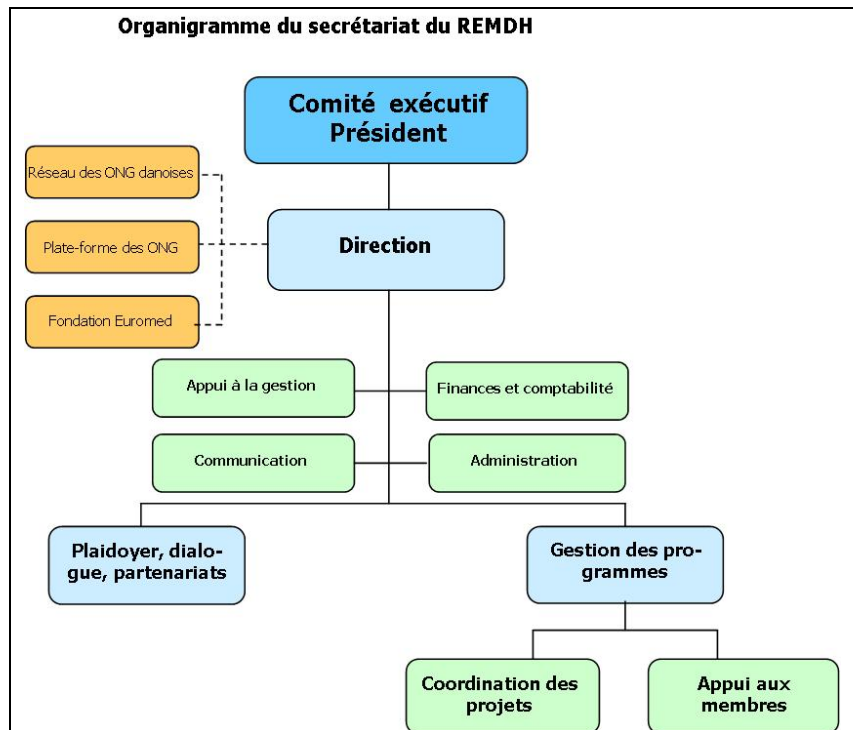 Organigramme du secrétariat du REMDH
Comité exécutif
Président
Réseau des ONG danoises
Plate-forme des ONG
Fondation Euromed
Direction
Appui à la gestion
Finances et comptabilité
Communication
Administration
Plaidoyer, dialo-
gue, partenariats
Gestion des pro-
grammes
Coordination des
projets
Appui aux
membres